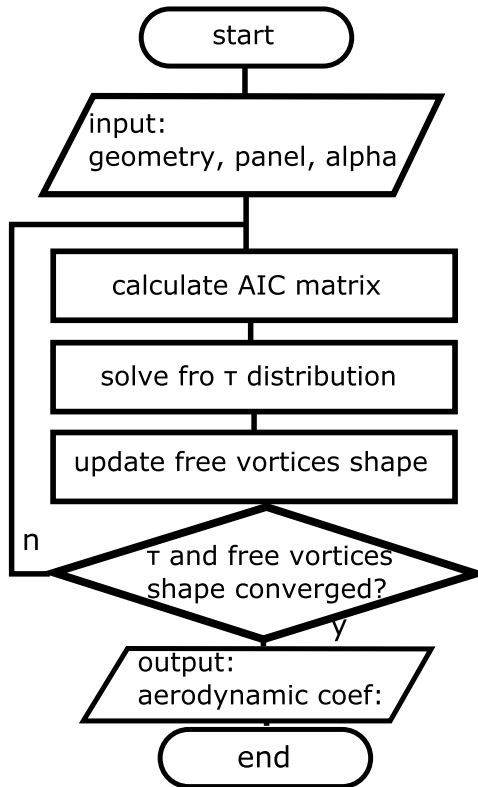 start
input:
geometry, panel, alpha
calculate AIC matrix
solve fro τ distribution
update free vortices shape
n
τ and free vortices
shape converged?
y
output:
aerodynamic coef:
end